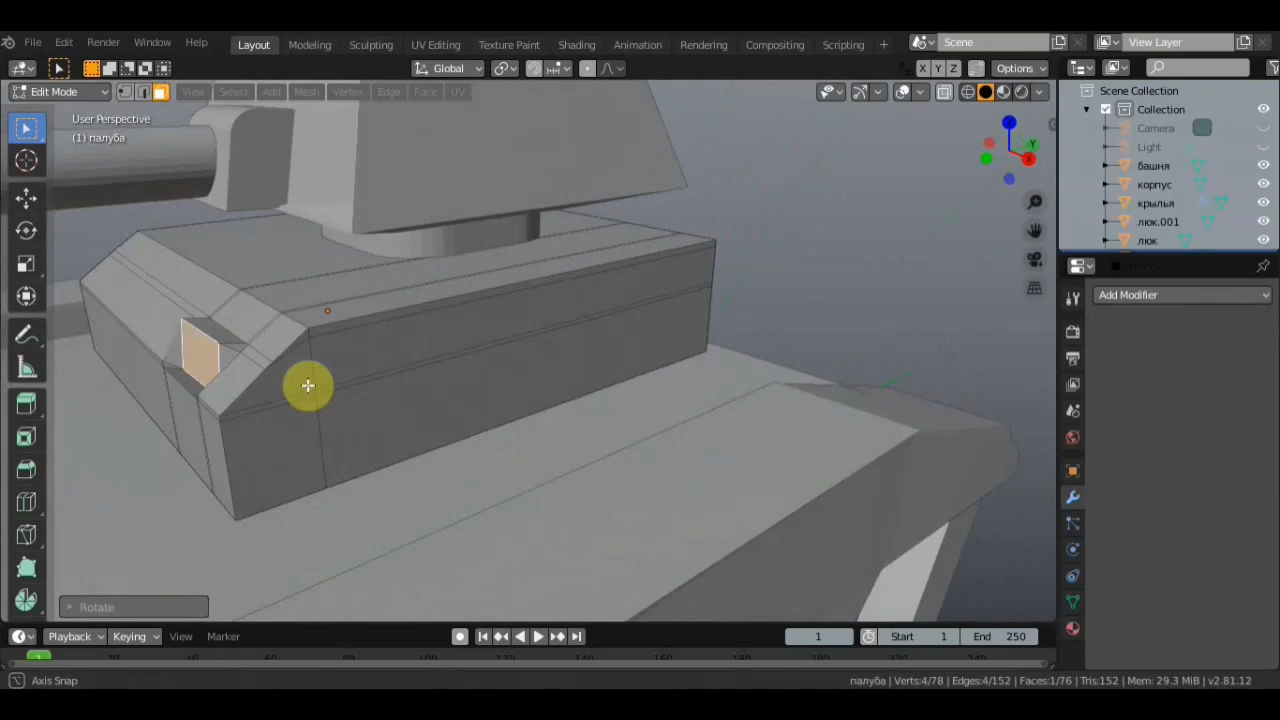 File Edit Render Window Help Layout Modeling Sculpting UV Editing Texture Paint Shading Animation Rendering Compositing Scripting + Scene View Layer
Global X Y Z Options
Edit Mode View Select Add Mesh Vertex Edge Face UV
User Perspective
(1) палуба
Z
Y
X
Scene Collection
Collection
Camera
Light
башня
корпус
крылья
люк.001
люк
Add Modifier
Rotate
Playback Keying View Marker 1 Start 1 End 250
1
Axis Snap палуба | Verts:4/78 | Edges:4/152 | Faces:1/76 | Tris:152 | Mem: 29.3 MiB | v2.81.12